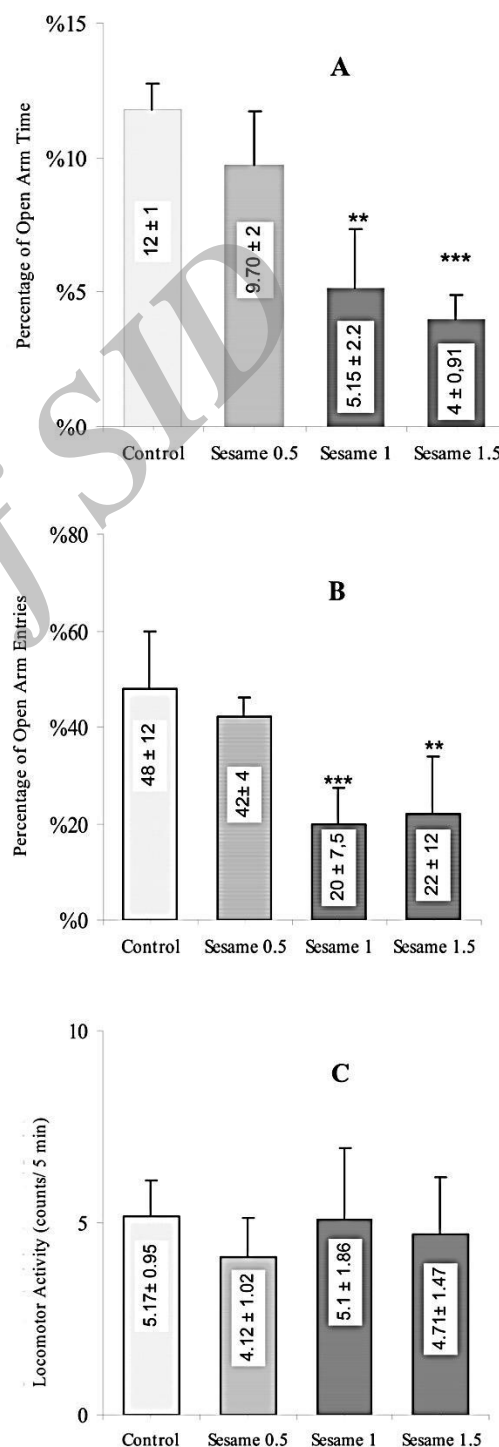 A
Percentage of Open Arm Time
%15
%10
%5
%0
12 ± 1
9.70 ± 2
**
5.15 ± 2.2
***
4 ± 0,91
Control Sesame 0.5 Sesame 1 Sesame 1.5
B
Percentage of Open Arm Entries
%80
%60
%40
%20
%0
48 ± 12
42± 4
***
20 ± 7,5
**
22 ± 12
Control Sesame 0.5 Sesame 1 Sesame 1.5
C
Locomotor Activity (counts/ 5 min)
10
5
0
5.17± 0.95
4.12 ± 1.02
5.1 ± 1.86
4.71± 1.47
Control Sesame 0.5 Sesame 1 Sesame 1.5
f SID